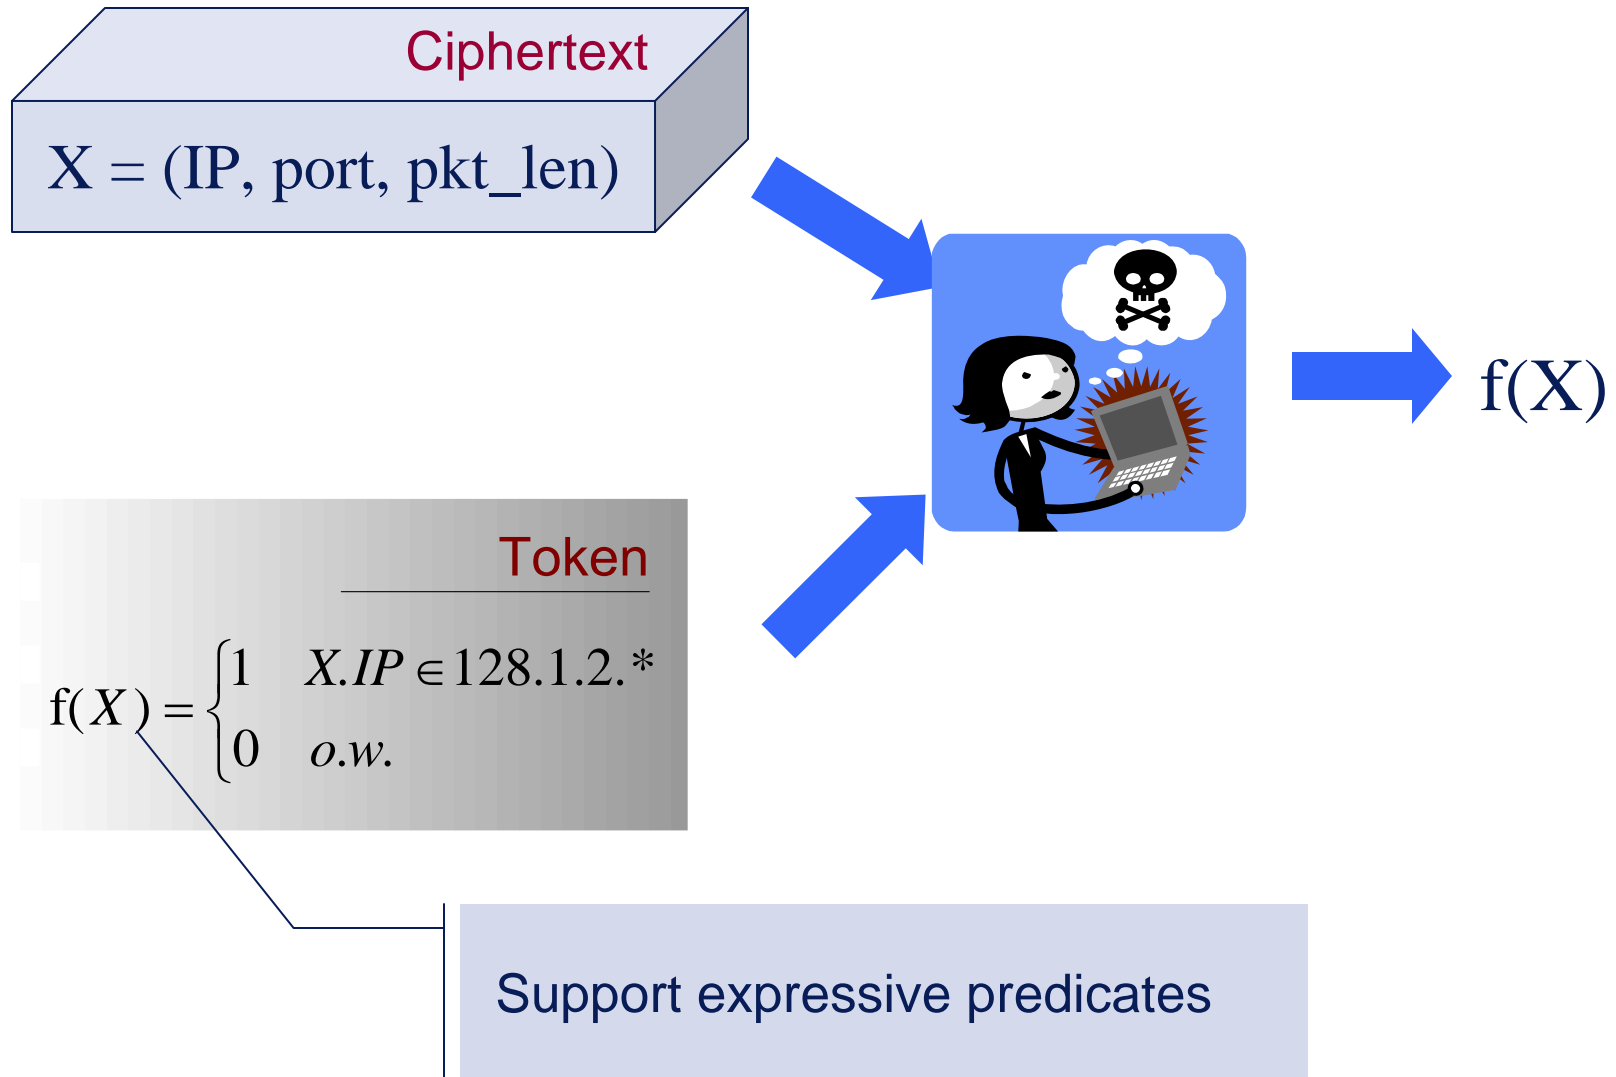 Ciphertext
X = (IP, port, pkt_len)
f(X)
Token
f(X) = { 1 X.IP ∈ 128.1.2.*
0 o.w.
Support expressive predicates